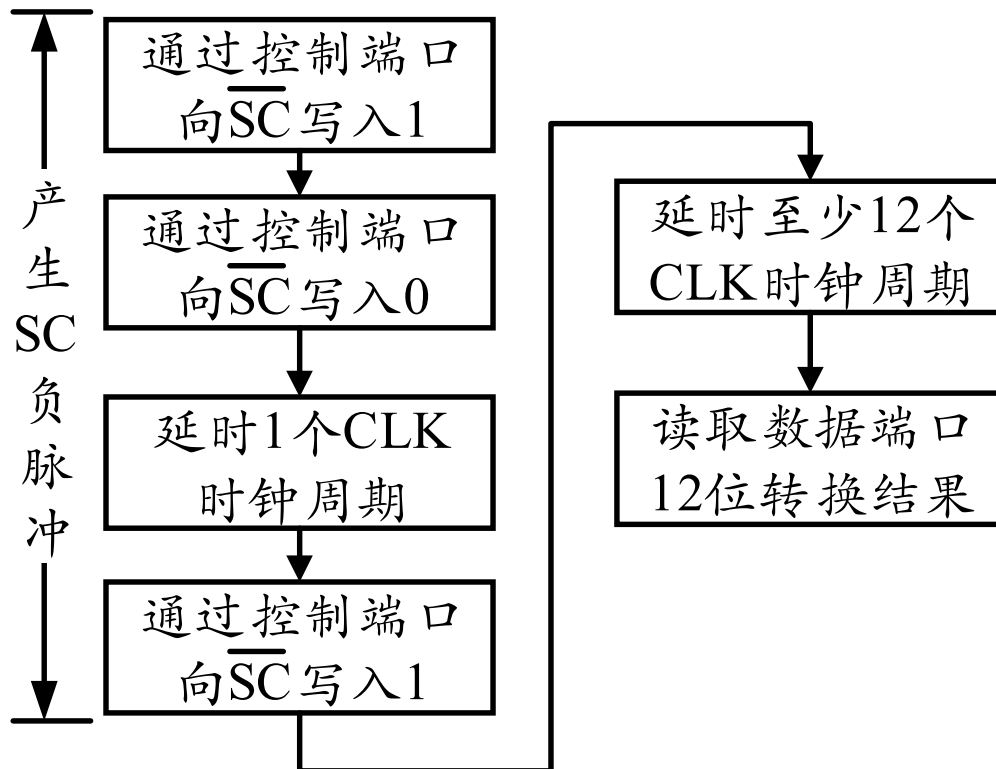 产生SC负脉冲
通过控制端口
向S̅C̅写入1
通过控制端口
向S̅C̅写入0
延时1个CLK
时钟周期
通过控制端口
向S̅C̅写入1
延时至少12个
CLK时钟周期
读取数据端口
12位转换结果